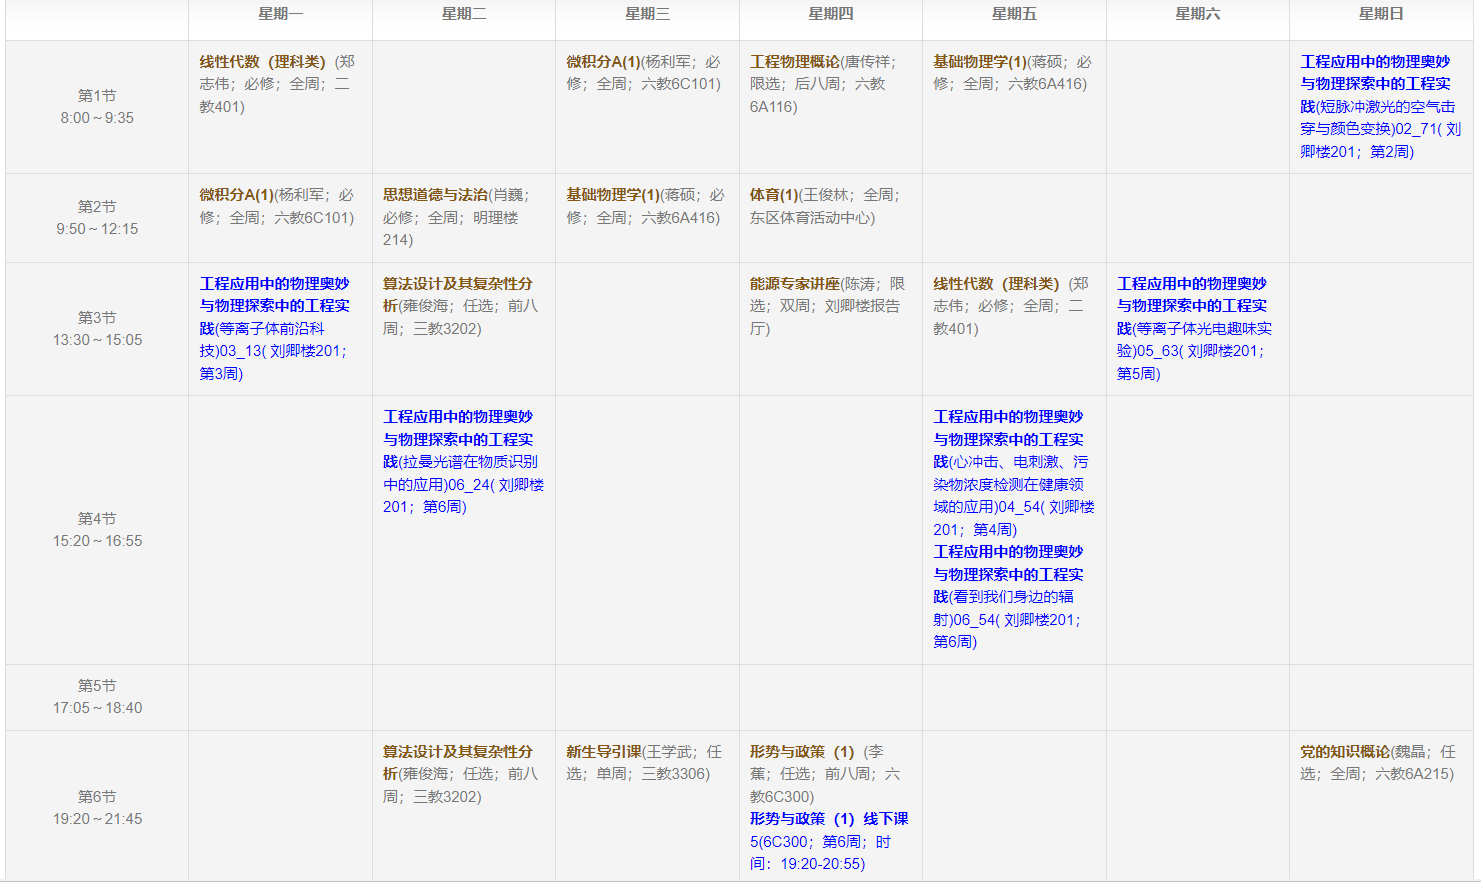 星期一 星期二 星期三 星期四 星期五 星期六 星期日
第1节
8:00～9:35
线性代数（理科类）(郑
志伟；必修；全周；二
教401)
微积分A(1)(杨利军；必
修；全周；六教6C101)
工程物理概论(唐传祥；
限选；后八周；六教
6A116)
基础物理学(1)(蒋硕；必
修；全周；六教6A416)
工程应用中的物理奥妙
与物理探索中的工程实
践(短脉冲激光的空气击
穿与颜色变换)02_71( 刘
卿楼201；第2周)
第2节
9:50～12:15
微积分A(1)(杨利军；必
修；全周；六教6C101)
思想道德与法治(肖巍；
必修；全周；明理楼
214)
基础物理学(1)(蒋硕；必
修；全周；六教6A416)
体育(1)(王俊林；全周；
东区体育活动中心)
第3节
13:30～15:05
工程应用中的物理奥妙
与物理探索中的工程实
践(等离子体前沿科
技)03_13( 刘卿楼201；
第3周)
算法设计及其复杂性分
析(雍俊海；任选；前八
周；三教3202)
能源专家讲座(陈涛；限
选；双周；刘卿楼报告
厅)
线性代数（理科类）(郑
志伟；必修；全周；二
教401)
工程应用中的物理奥妙
与物理探索中的工程实
践(等离子体光电趣味实
验)05_63( 刘卿楼201；
第5周)
第4节
15:20～16:55
工程应用中的物理奥妙
与物理探索中的工程实
践(拉曼光谱在物质识别
中的应用)06_24( 刘卿楼
201；第6周)
工程应用中的物理奥妙
与物理探索中的工程实
践(心冲击、电刺激、污
染物浓度检测在健康领
域的应用)04_54( 刘卿楼
201；第4周)
工程应用中的物理奥妙
与物理探索中的工程实
践(看到我们身边的辐
射)06_54( 刘卿楼201；
第6周)
第5节
17:05～18:40
第6节
19:20～21:45
算法设计及其复杂性分
析(雍俊海；任选；前八
周；三教3202)
新生导引课(王学武；任
选；单周；三教3306)
形势与政策（1）(李
蕉；任选；前八周；六
教6C300)
形势与政策（1）线下课
5(6C300；第6周；时
间：19:20-20:55)
党的知识概论(魏晶；任
选；全周；六教6A215)